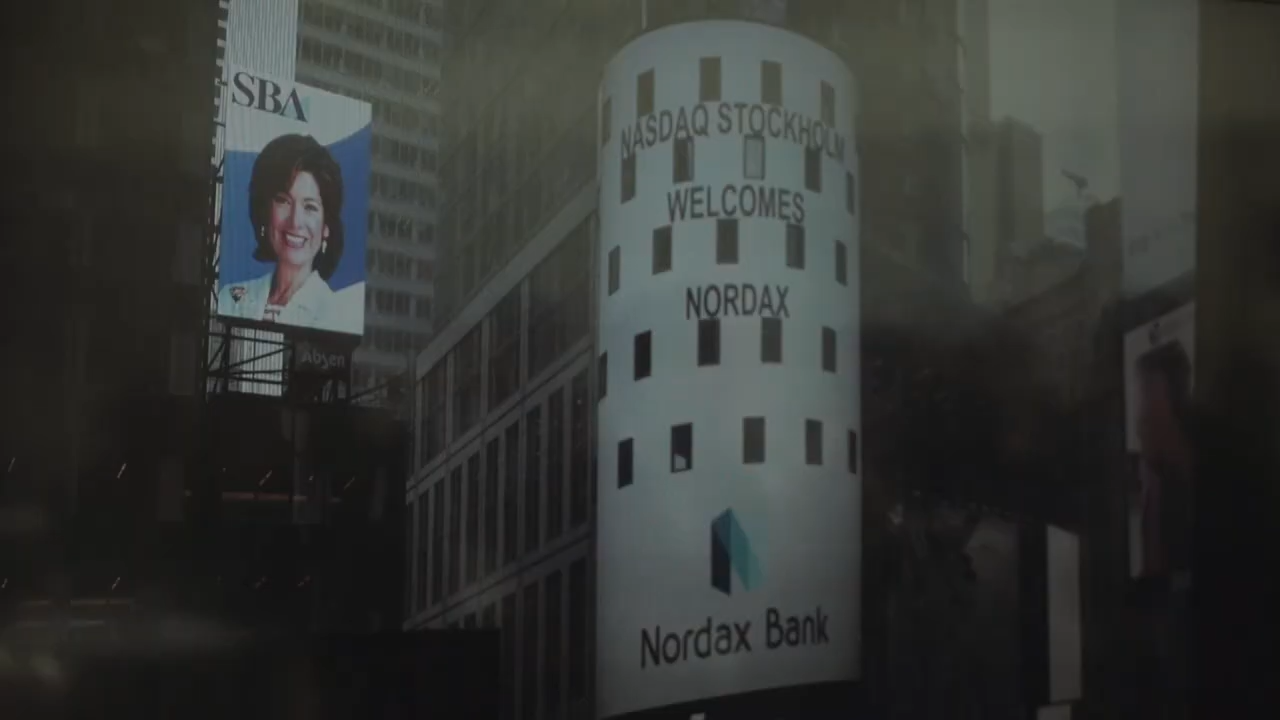 SBA
Absen
NASDAQ STOCKHOLM
WELCOMES
NORDAX
Nordax Bank